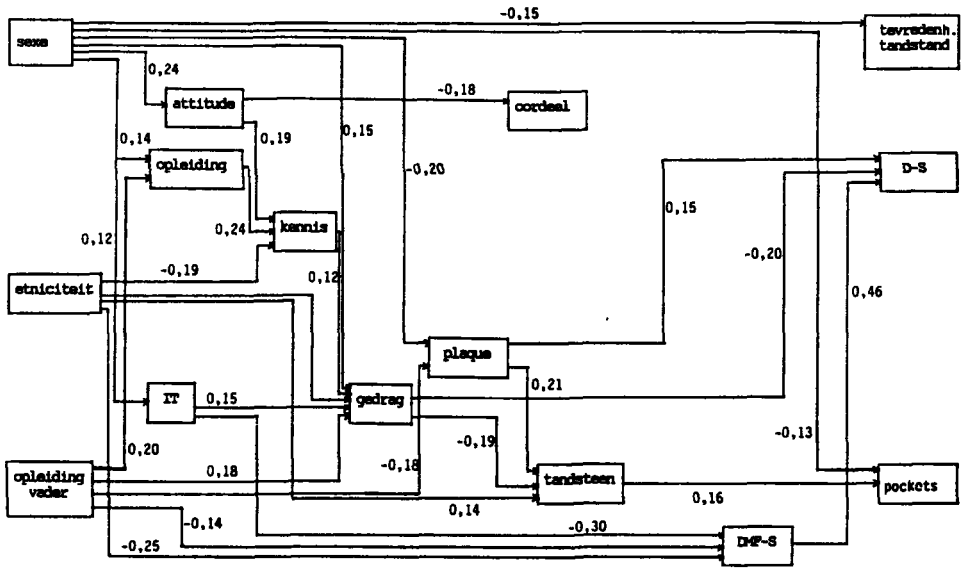 -0,15
sexe
tevredenh.
tandstand
0,24
attitude
-0,18
cordeal
0,14
0,19
0,15
opleiding
-0,20
D-S
0,15
0,12
0,24
kennis
-0,19
0,12
-0,20
etniciteit
0,46
plaque
0,21
IT
0,15
gedrag
-0,19
-0,13
0,20
0,18
-0,18
opleiding
vader
tandsteen
pockets
0,14
0,16
-0,14
-0,30
-0,25
DMF-S